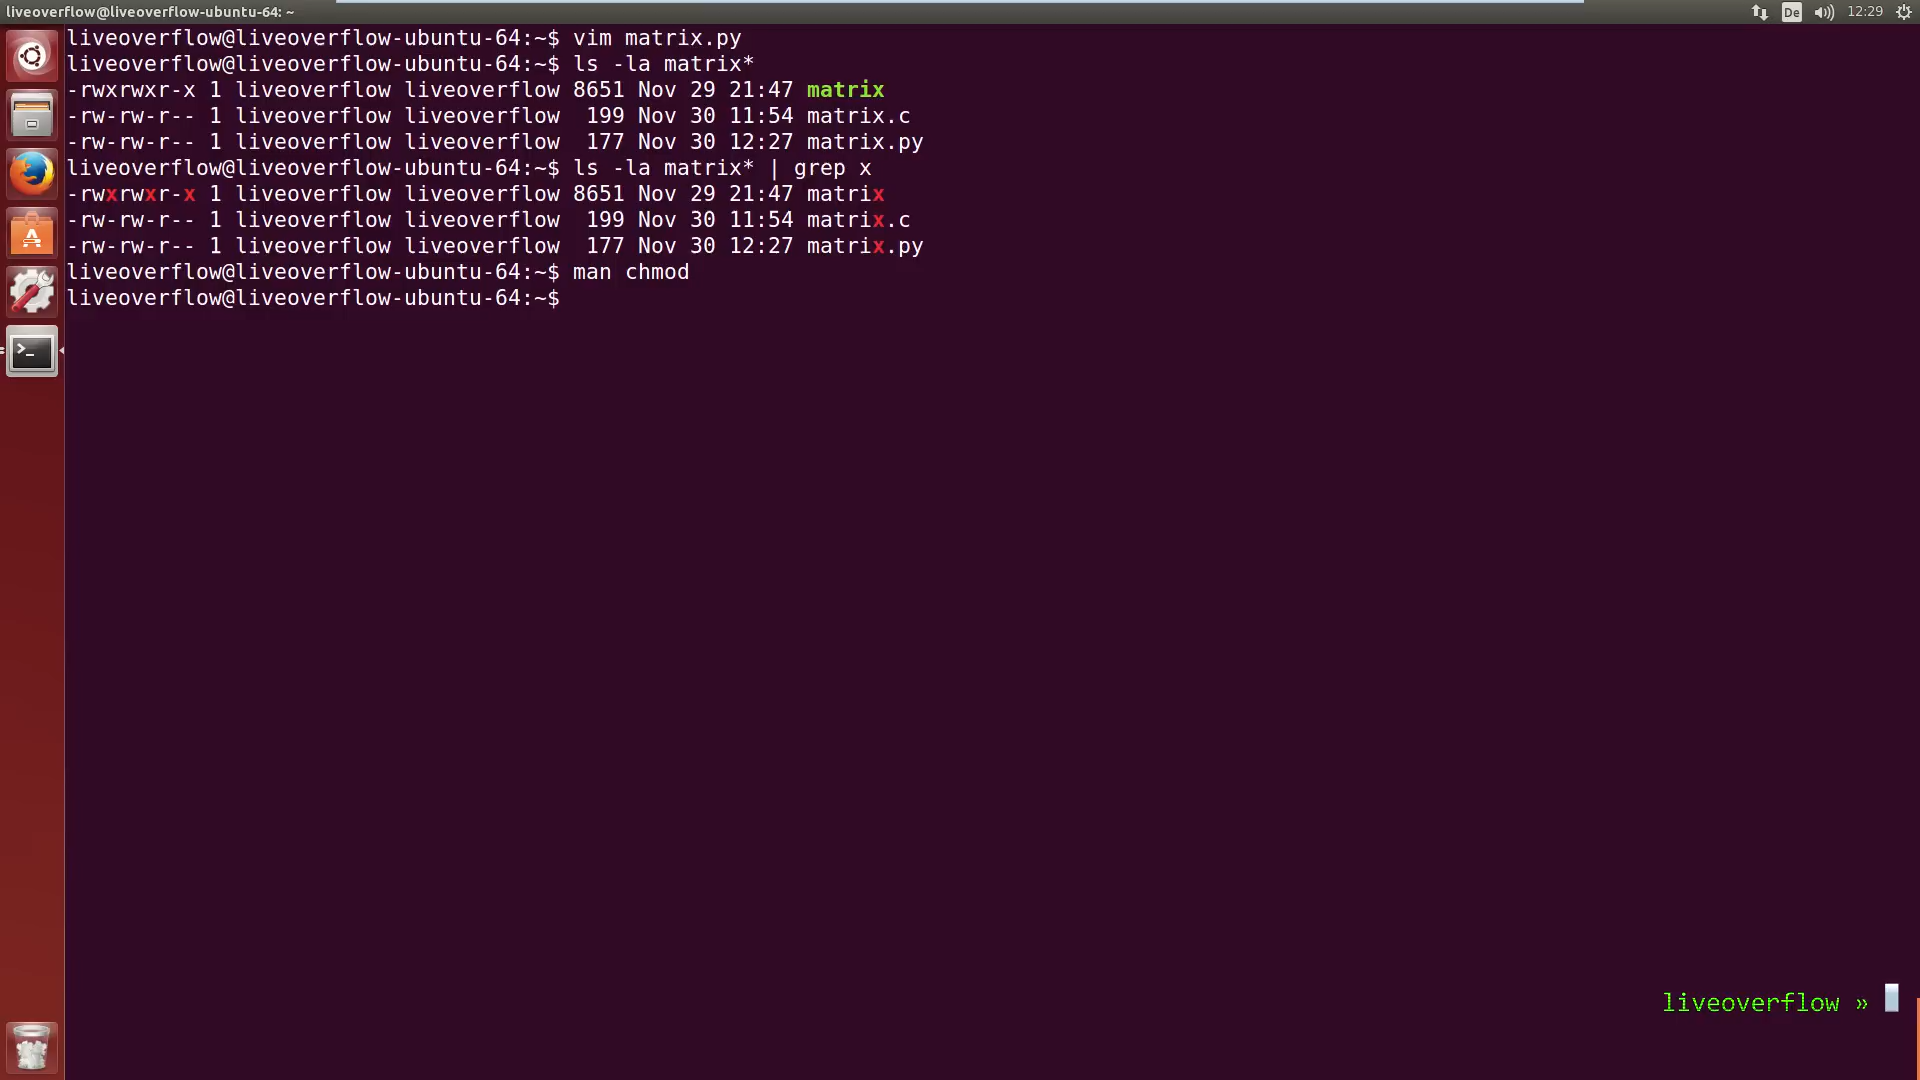 liveoverflow@liveoverflow-ubuntu-64: ~
De
12:29
liveoverflow@liveoverflow-ubuntu-64:~$ vim matrix.py
liveoverflow@liveoverflow-ubuntu-64:~$ ls -la matrix*
-rwxrwxr-x 1 liveoverflow liveoverflow 8651 Nov 29 21:47 matrix
-rw-rw-r-- 1 liveoverflow liveoverflow  199 Nov 30 11:54 matrix.c
-rw-rw-r-- 1 liveoverflow liveoverflow  177 Nov 30 12:27 matrix.py
liveoverflow@liveoverflow-ubuntu-64:~$ ls -la matrix* | grep x
-rwxrwxr-x 1 liveoverflow liveoverflow 8651 Nov 29 21:47 matrix
-rw-rw-r-- 1 liveoverflow liveoverflow  199 Nov 30 11:54 matrix.c
-rw-rw-r-- 1 liveoverflow liveoverflow  177 Nov 30 12:27 matrix.py
liveoverflow@liveoverflow-ubuntu-64:~$ man chmod
liveoverflow@liveoverflow-ubuntu-64:~$
liveoverflow »